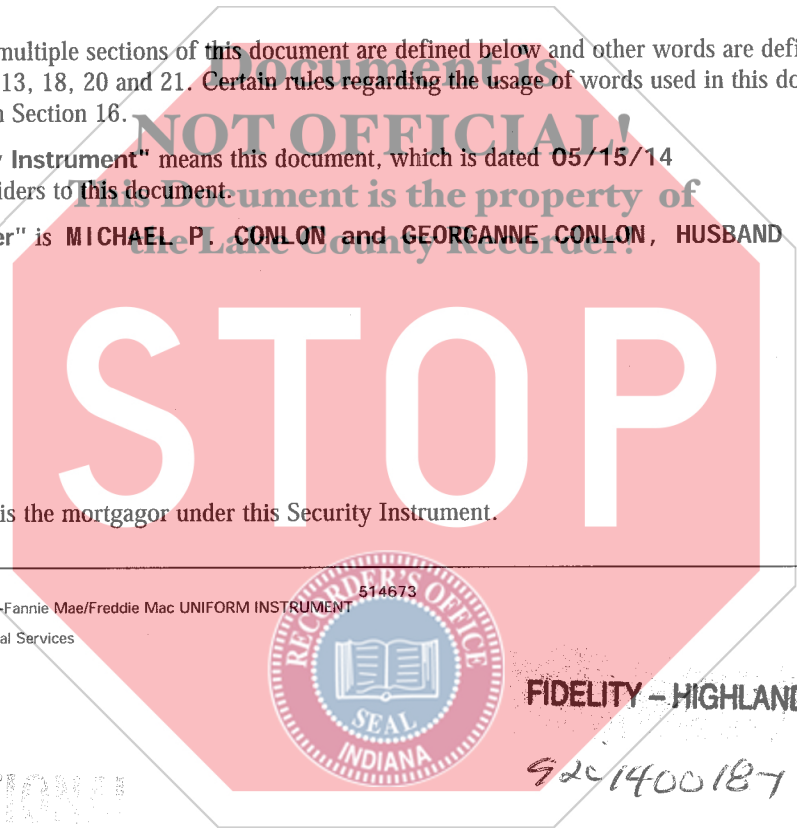 multiple sections of this document are defined below and other words are defi
13, 18, 20 and 21. Certain rules regarding the usage of words used in this do
Section 16.
Document is
NOT OFFICIAL!
Instrument" means this document, which is dated 05/15/14
iders to this document.
This Document is the property of
the Lake County Recorder!
er" is MICHAEL P. CONLON and GEORGANNE CONLON, HUSBAND
STOP
is the mortgagor under this Security Instrument.
514673
-Fannie Mae/Freddie Mac UNIFORM INSTRUMENT
al Services
RECORDER'S OFFICE
SEAL
INDIANA
FIDELITY - HIGHLAND